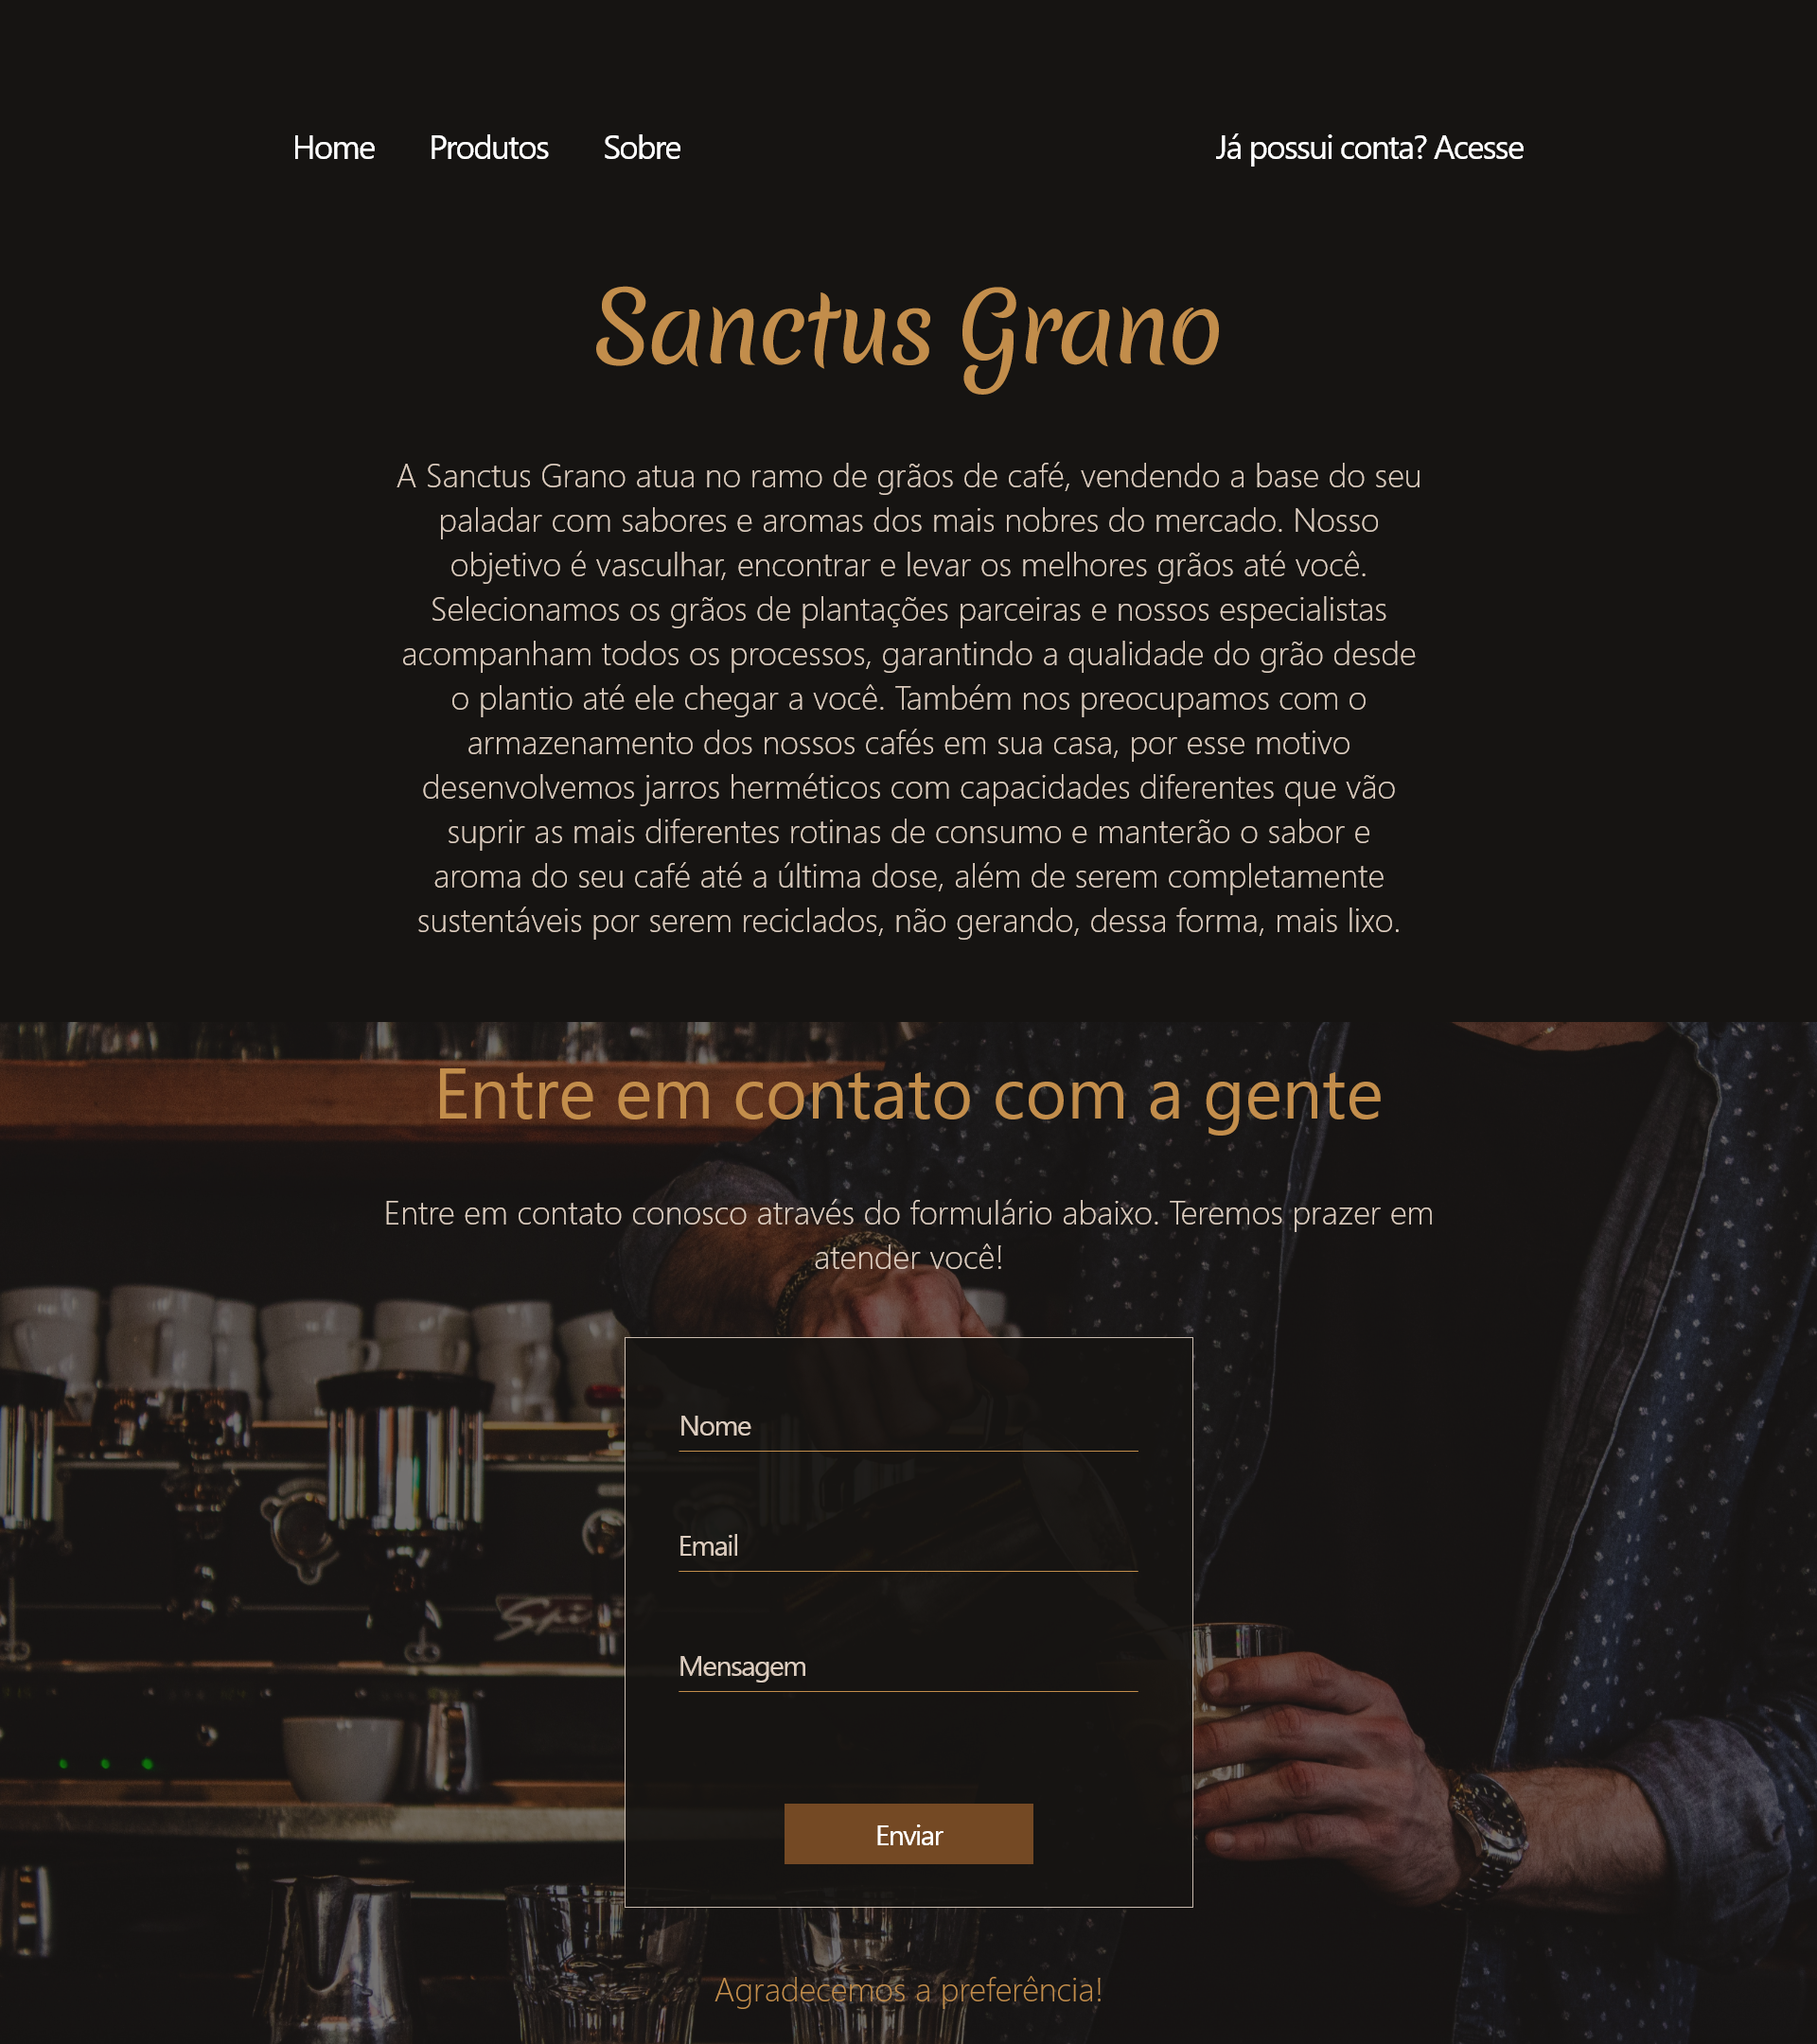 Home Produtos Sobre Já possui conta? Acesse
Sanctus Grano
A Sanctus Grano atua no ramo de grãos de café, vendendo a base do seu
paladar com sabores e aromas dos mais nobres do mercado. Nosso
objetivo é vasculhar, encontrar e levar os melhores grãos até você.
Selecionamos os grãos de plantações parceiras e nossos especialistas
acompanham todos os processos, garantindo a qualidade do grão desde
o plantio até ele chegar a você. Também nos preocupamos com o
armazenamento dos nossos cafés em sua casa, por esse motivo
desenvolvemos jarros herméticos com capacidades diferentes que vão
suprir as mais diferentes rotinas de consumo e manterão o sabor e
aroma do seu café até a última dose, além de serem completamente
sustentáveis por serem reciclados, não gerando, dessa forma, mais lixo.
Entre em contato com a gente
Entre em contato conosco através do formulário abaixo. Teremos prazer em
atender você!
Nome
Email
Mensagem
Enviar
Agradecemos a preferência!